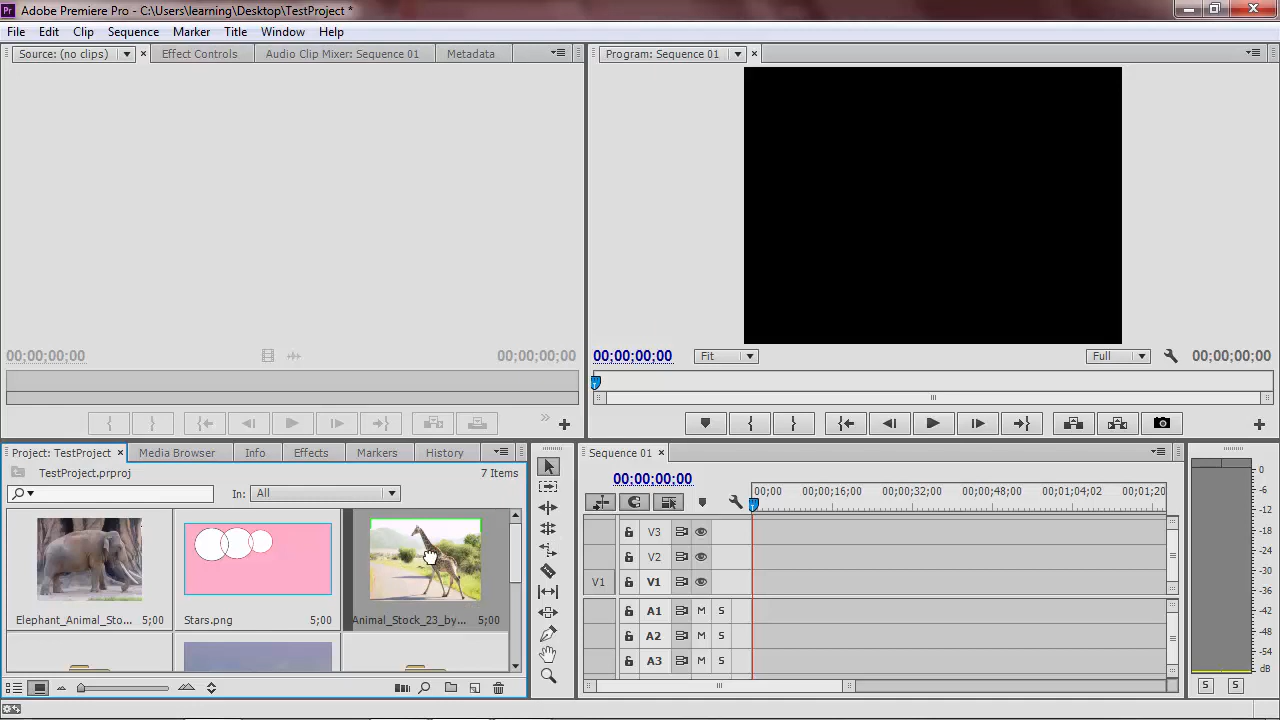 Pr Adobe Premiere Pro - C:\Users\learning\Desktop\TestProject *
File Edit Clip Sequence Marker Title Window Help
Source: (no clips) Effect Controls Audio Clip Mixer: Sequence 01 Metadata
Program: Sequence 01
00;00;00;00 00;00;00;00
00;00;00;00 Fit Full 00;00;00;00
Project: TestProject Media Browser Info Effects Markers History
TestProject.prproj 7 Items
In: All
Elephant_Animal_Sto... 5;00
Stars.png 5;00
Animal_Stock_23_by... 5;00
Sequence 01
00;00;00;00
00;00 00;00;16;00 00;00;32;00 00;00;48;00 00;01;04;02 00;01;20
V3
V2
V1 V1
A1 M S
A2 M S
A3 M S
0
-6
-12
-18
-24
-30
-36
-42
-48
-54
dB
S S